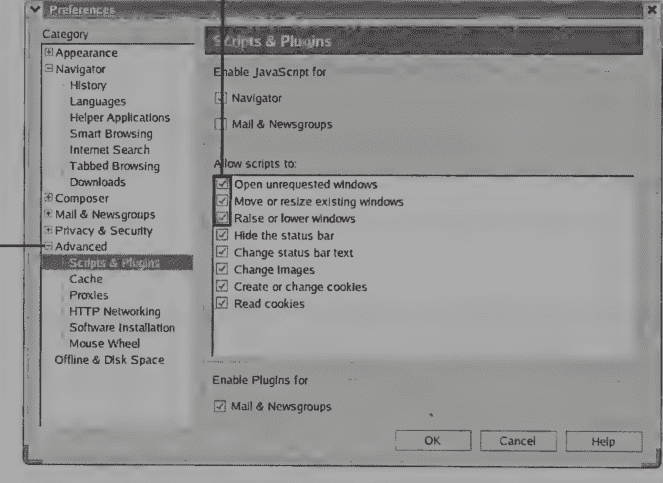 Preferences
Category
Appearance
Navigator
History
Languages
Helper Applications
Smart Browsing
Internet Search
Tabbed Browsing
Downloads
Composer
Mail & Newsgroups
Privacy & Security
Advanced
Scripts & Plugins
Cache
Proxies
HTTP Networking
Software Installation
Mouse Wheel
Offline & Disk Space
Scripts & Plugins
Enable JavaScript for
Navigator
Mail & Newsgroups
Allow scripts to:
Open unrequested windows
Move or resize existing windows
Raise or lower windows
Hide the status bar
Change status bar text
Change images
Create or change cookies
Read cookies
Enable Plugins for
Mail & Newsgroups
OK
Cancel
Help